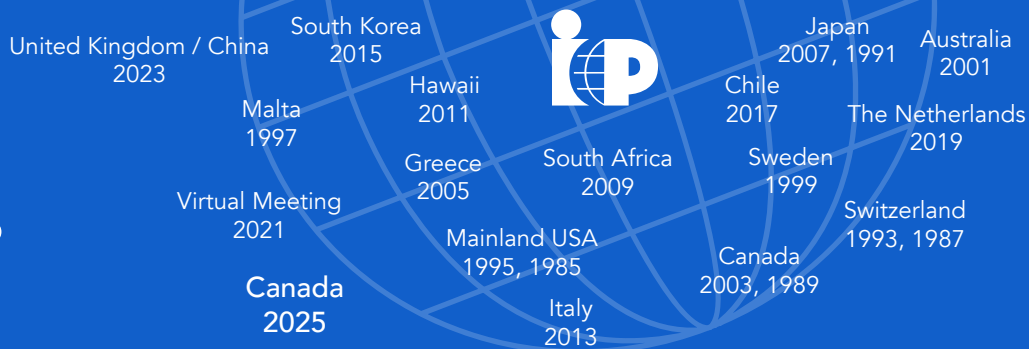 South Korea
2015
Japan
2007, 1991
Australia
2001
United Kingdom / China
2023
iCP
Hawaii
2011
Chile
2017
Malta
1997
The Netherlands
2019
Greece
2005
South Africa
2009
Sweden
1999
Virtual Meeting
2021
Switzerland
1993, 1987
Mainland USA
1995, 1985
Canada
2003, 1989
Canada
2025
Italy
2013